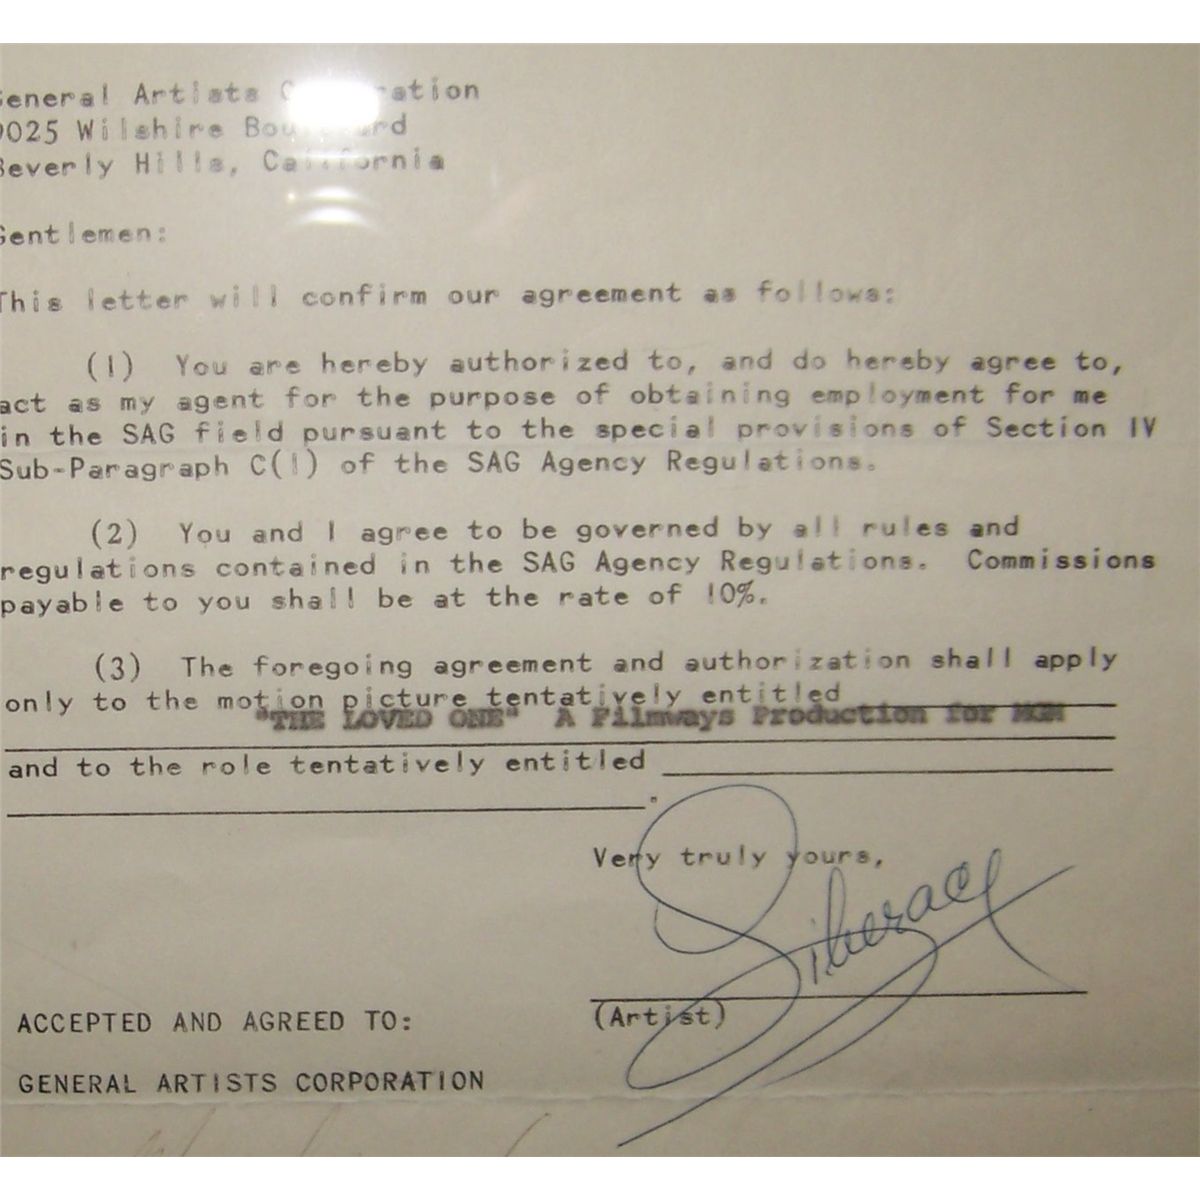 General Artists Corporation
9025 Wilshire Boulevard
Beverly Hills, California
Gentlemen:
This letter will confirm our agreement as follows:
(1) You are hereby authorized to, and do hereby agree to,
act as my agent for the purpose of obtaining employment for me
in the SAG field pursuant to the special provisions of Section IV
Sub-Paragraph C(1) of the SAG Agency Regulations.
(2) You and I agree to be governed by all rules and
regulations contained in the SAG Agency Regulations. Commissions
payable to you shall be at the rate of 10%.
(3) The foregoing agreement and authorization shall apply
only to the motion picture tentatively entitled
"THE LOVED ONE" A Filmways Production for MGM
and to the role tentatively entitled
.
Very truly yours,
Liberace
(Artist)
ACCEPTED AND AGREED TO:
GENERAL ARTISTS CORPORATION